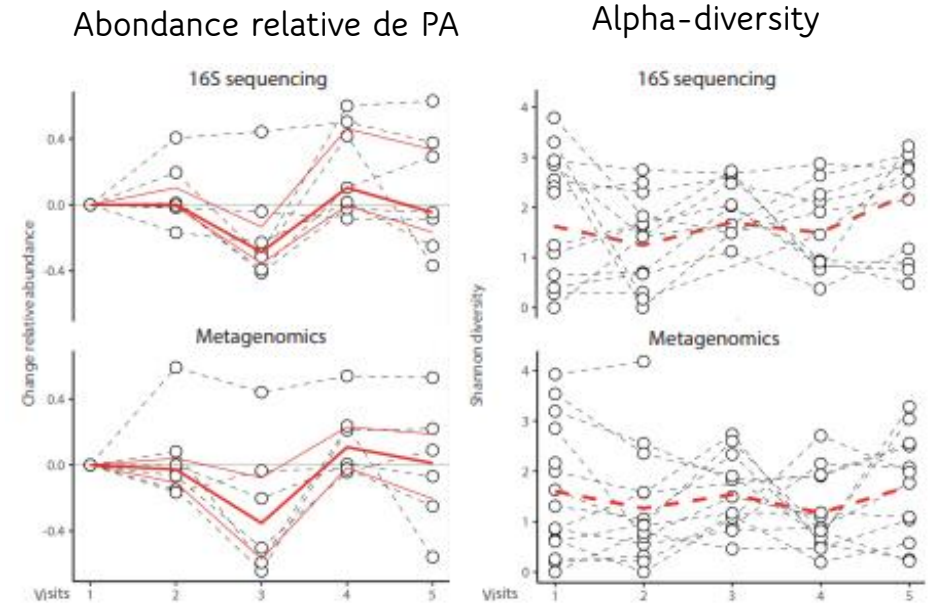 Abondance relative de PA
Alpha-diversity
16S sequencing
0.4
0.0
-0.4
Change relative abundance
Metagenomics
0.4
0.0
-0.4
Visits
1 2 3 4 5
16S sequencing
4
3
2
1
0
Shannon diversity
Metagenomics
4
3
2
1
0
Visits
1 2 3 4 5